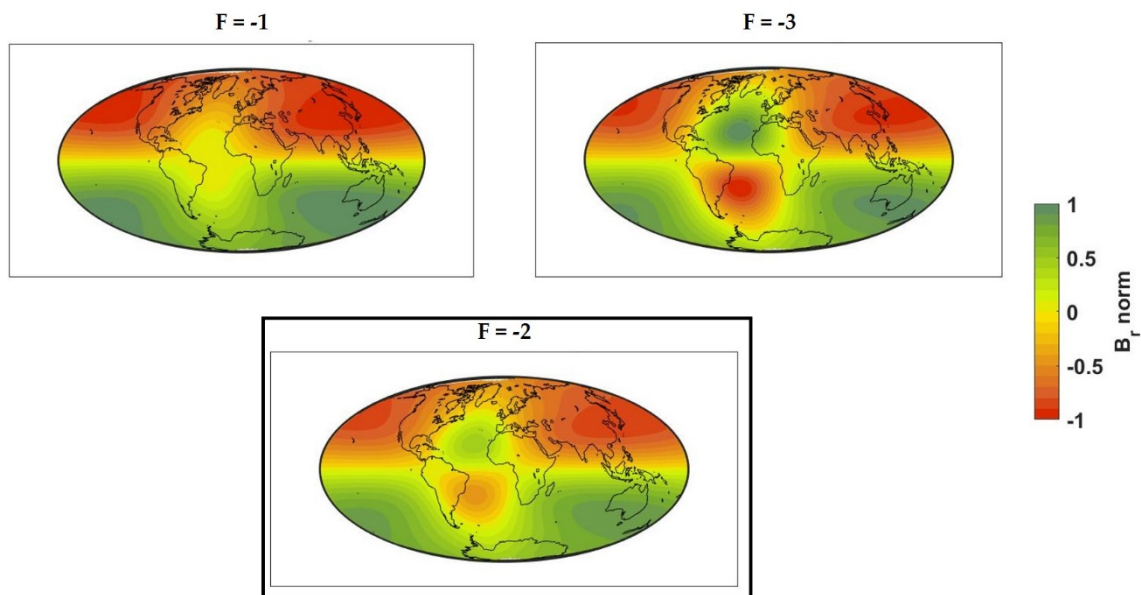 F = -1
F = -3
F = -2
1
0.5
0
-0.5
-1
B_r norm